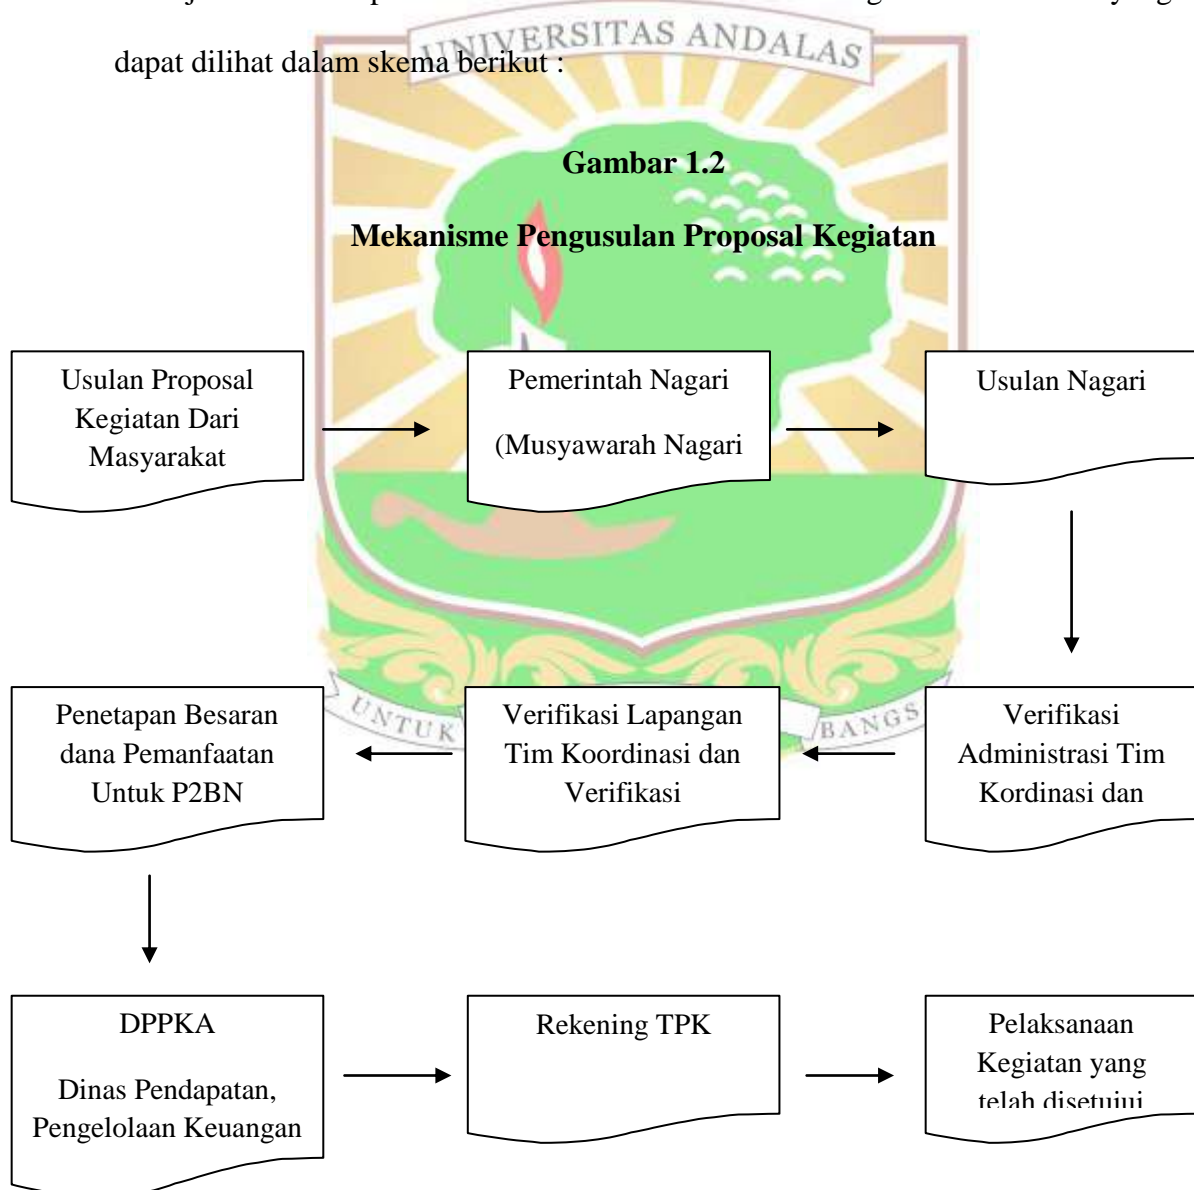 dapat dilihat dalam skema berikut :
UNIVERSITAS ANDALAS
Gambar 1.2
Mekanisme Pengusulan Proposal Kegiatan
Usulan Proposal
Kegiatan Dari
Masyarakat
Pemerintah Nagari
(Musyawarah Nagari
Usulan Nagari
Verifikasi
Administrasi Tim
Kordinasi dan
Verifikasi Lapangan
Tim Koordinasi dan
Verifikasi
Penetapan Besaran
dana Pemanfaatan
Untuk P2BN
UNTUK
BANGS
DPPKA
Dinas Pendapatan,
Pengelolaan Keuangan
Rekening TPK
Pelaksanaan
Kegiatan yang
telah disetujui